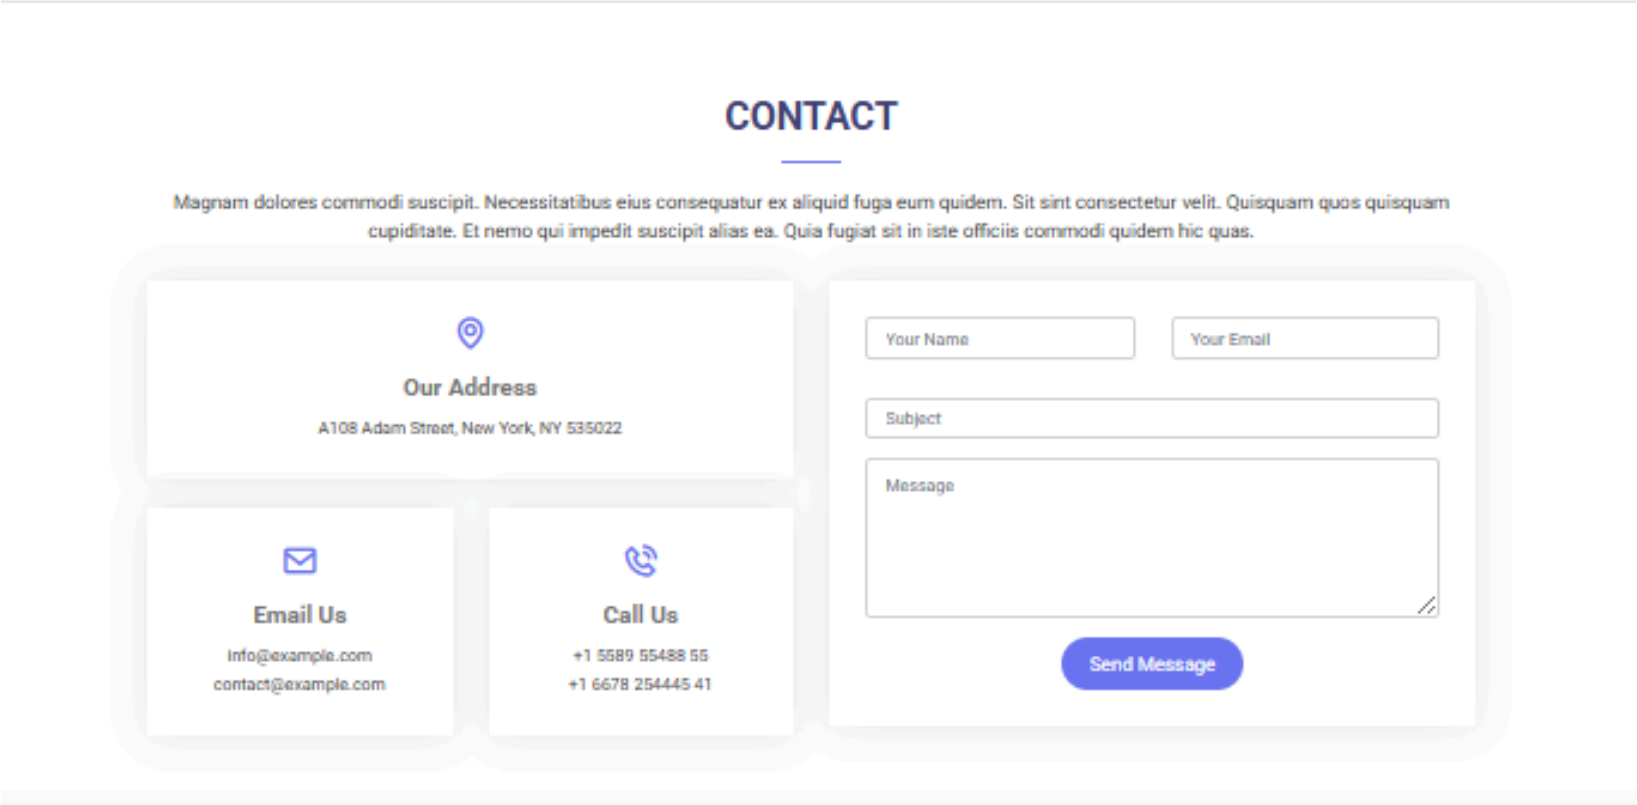 CONTACT
Magnam dolores commodi suscipit. Necessitatibus eius consequatur ex aliquid fuga eum quidem. Sit sint consectetur velit. Quisquam quos quisquam
cupiditate. Et nemo qui impedit suscipit alias ea. Quia fugiat sit in iste officiis commodi quidem hic quas.
Our Address
A108 Adam Street, New York, NY 535022
Email Us
info@example.com
contact@example.com
Call Us
+1 5589 55488 55
+1 6678 254445 41
Your Name
Your Email
Subject
Message
Send Message